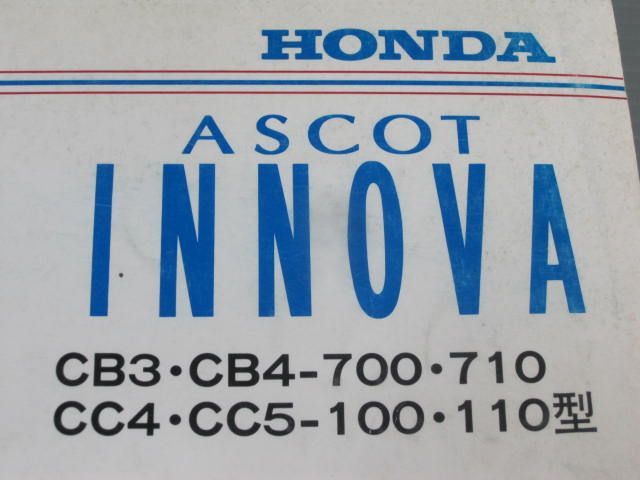 HONDA
ASCOT
INNOVA
CB3・CB4-700・710
CC4・CC5-100・110型